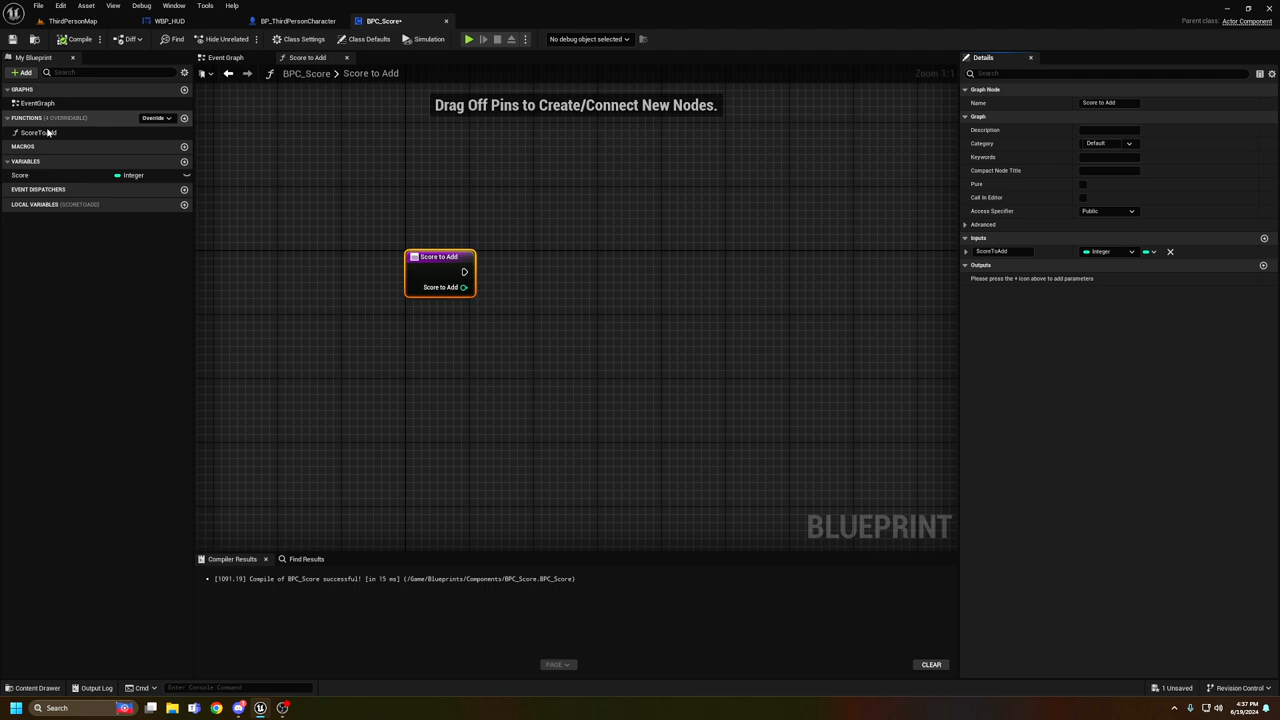 File Edit Asset View Debug Window Tools Help
ThirdPersonMap WBP_HUD BP_ThirdPersonCharacter BPC_Score•
Parent class: Actor Component
Compile Diff Find Hide Unrelated Class Settings Class Defaults Simulation No debug object selected
My Blueprint
Add Search
GRAPHS
EventGraph
FUNCTIONS (4 OVERRIDABLE) Override
ScoreToAdd
MACROS
VARIABLES
Score Integer
EVENT DISPATCHERS
LOCAL VARIABLES (SCORETOADD)
Event Graph Score to Add
BPC_Score > Score to Add Zoom 1:1
Drag Off Pins to Create/Connect New Nodes.
Score to Add
Score to Add
BLUEPRINT
Compiler Results Find Results
[1091.19] Compile of BPC_Score successful! [in 15 ms] (/Game/Blueprints/Components/BPC_Score.BPC_Score)
PAGE CLEAR
Details
Search
Graph Node
Name Score to Add
Graph
Description
Category Default
Keywords
Compact Node Title
Pure
Call In Editor
Access Specifier Public
Advanced
Inputs
ScoreToAdd Integer
Outputs
Please press the + icon above to add parameters
Content Drawer Output Log Cmd Enter Console Command 1 Unsaved Revision Control
Search
4:37 PM
6/19/2024